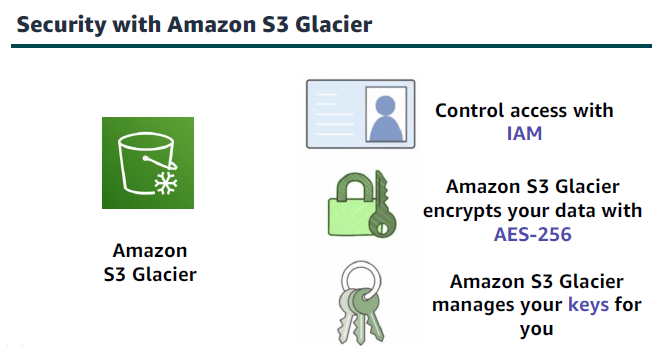 Security with Amazon S3 Glacier
Amazon
S3 Glacier
Control access with
IAM
Amazon S3 Glacier
encrypts your data with
AES-256
Amazon S3 Glacier
manages your keys for
you